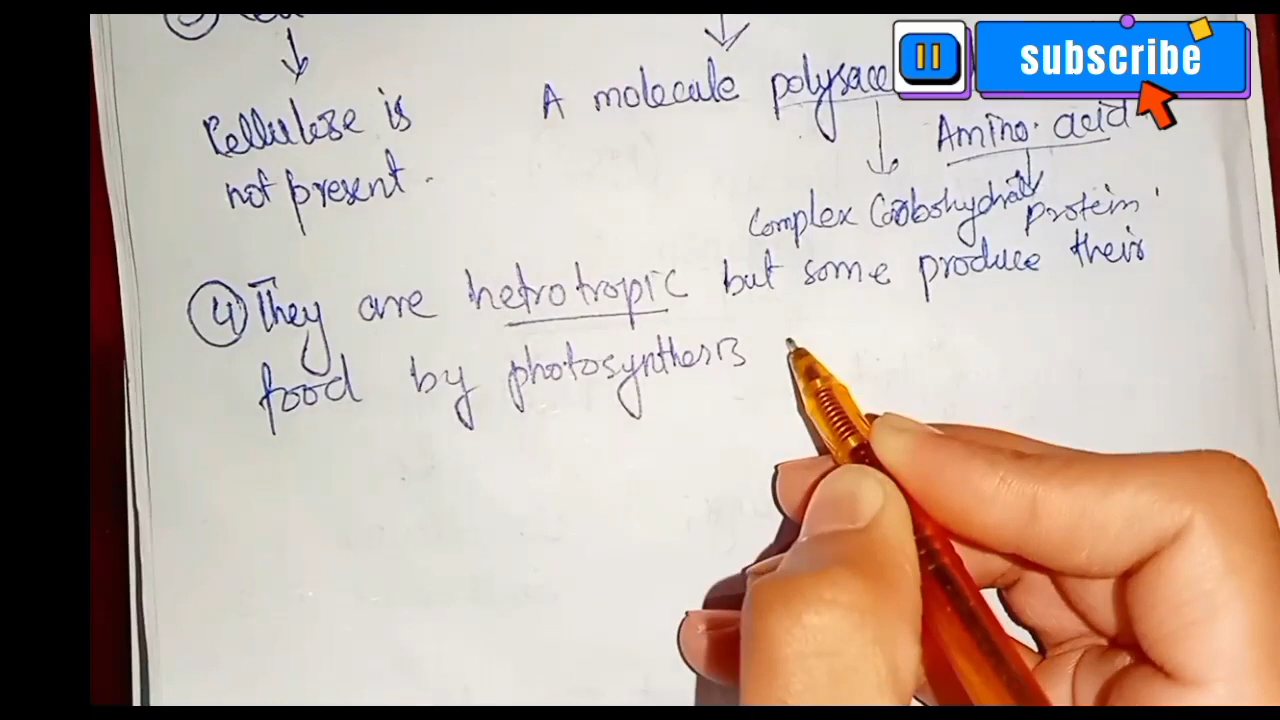 3
subscribe
A molecule polysacc
Cellulose is
not present.
Amino. acid
Complex Carbohydrate
protein
4 They are hetrotropic but some produce their
food by photosynthesis